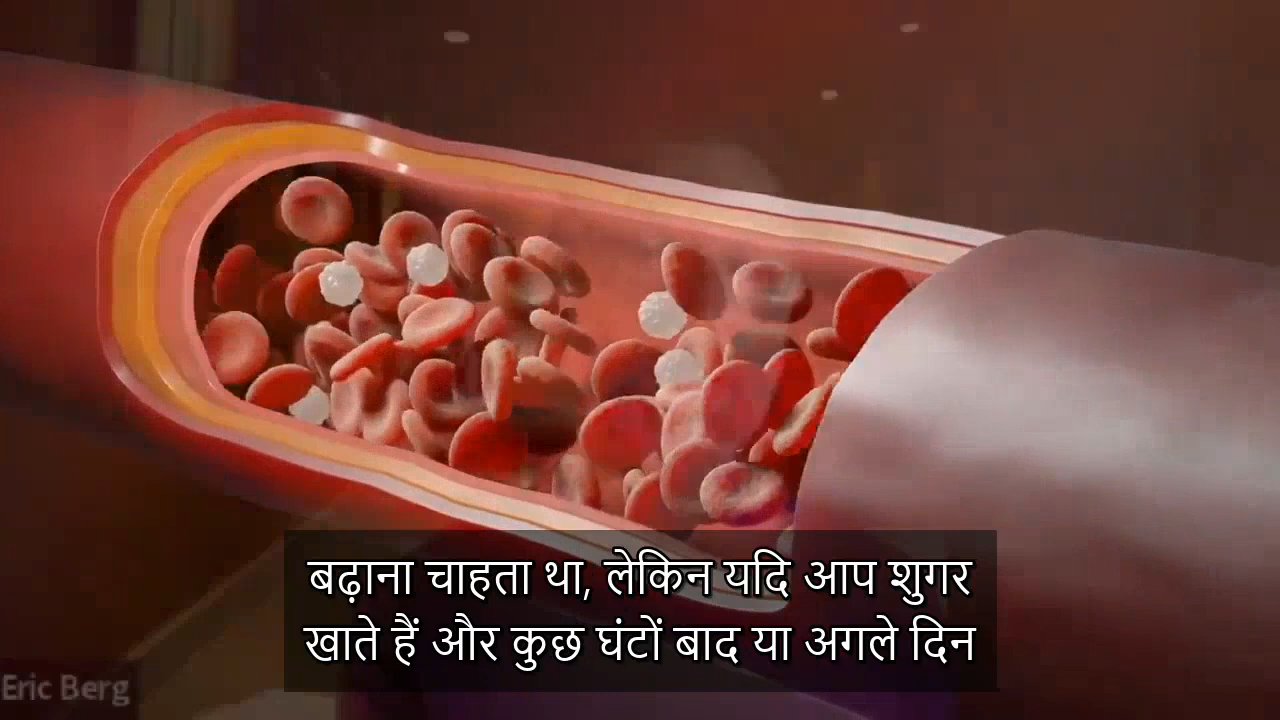 बढ़ाना चाहता था, लेकिन यदि आप शुगर
खाते हैं और कुछ घंटों बाद या अगले दिन
Eric Berg